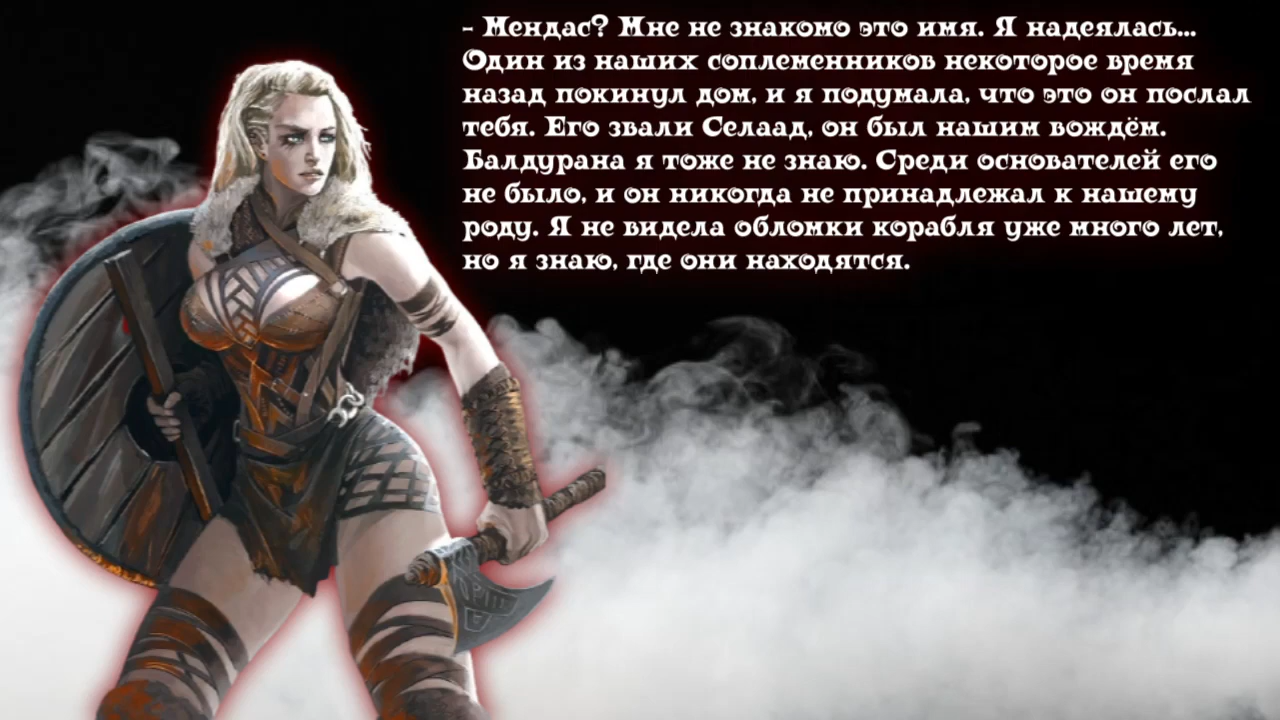 - Мендас? Мне не знакомо это имя. Я надеялась...
Один из наших соплеменников некоторое время
назад покинул дом, и я подумала, что это он послал
тебя. Его звали Селаад, он был нашим вождём.
Балдурана я тоже не знаю. Среди основателей его
не было, и он никогда не принадлежал к нашему
роду. Я не видела обломки корабля уже много лет,
но я знаю, где они находятся.